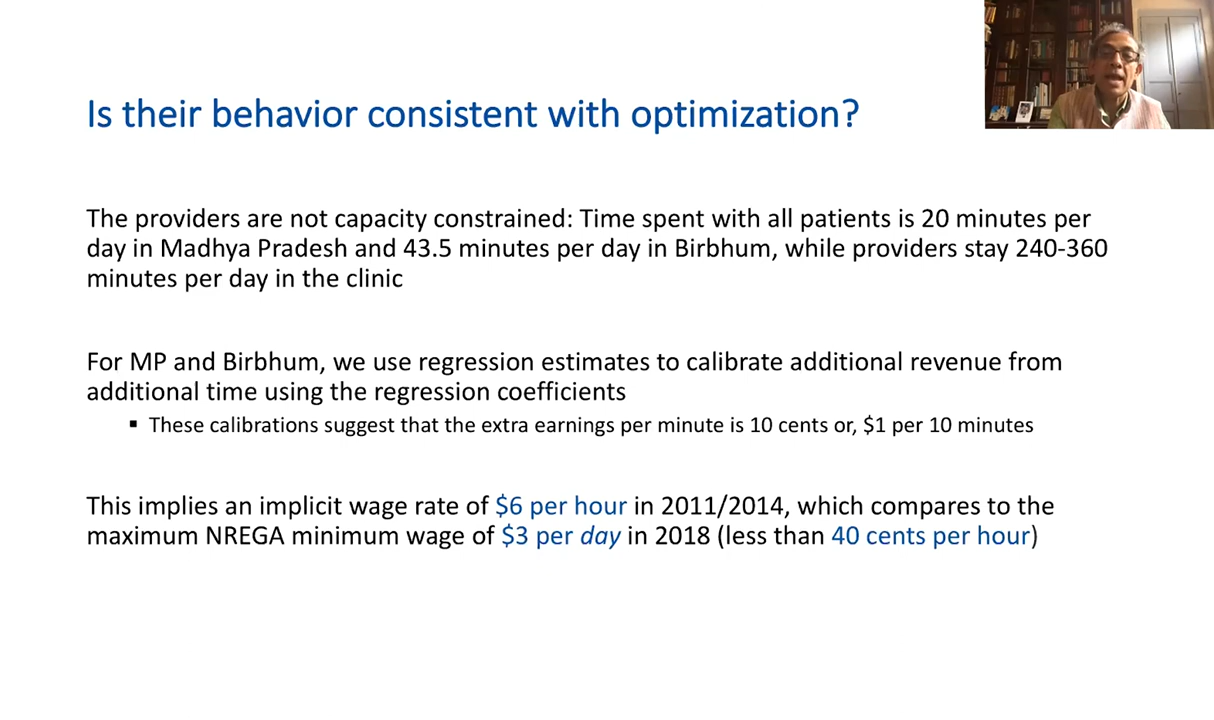 Is their behavior consistent with optimization?
The providers are not capacity constrained: Time spent with all patients is 20 minutes per
day in Madhya Pradesh and 43.5 minutes per day in Birbhum, while providers stay 240-360
minutes per day in the clinic
For MP and Birbhum, we use regression estimates to calibrate additional revenue from
additional time using the regression coefficients
▪ These calibrations suggest that the extra earnings per minute is 10 cents or, $1 per 10 minutes
This implies an implicit wage rate of $6 per hour in 2011/2014, which compares to the
maximum NREGA minimum wage of $3 per day in 2018 (less than 40 cents per hour)